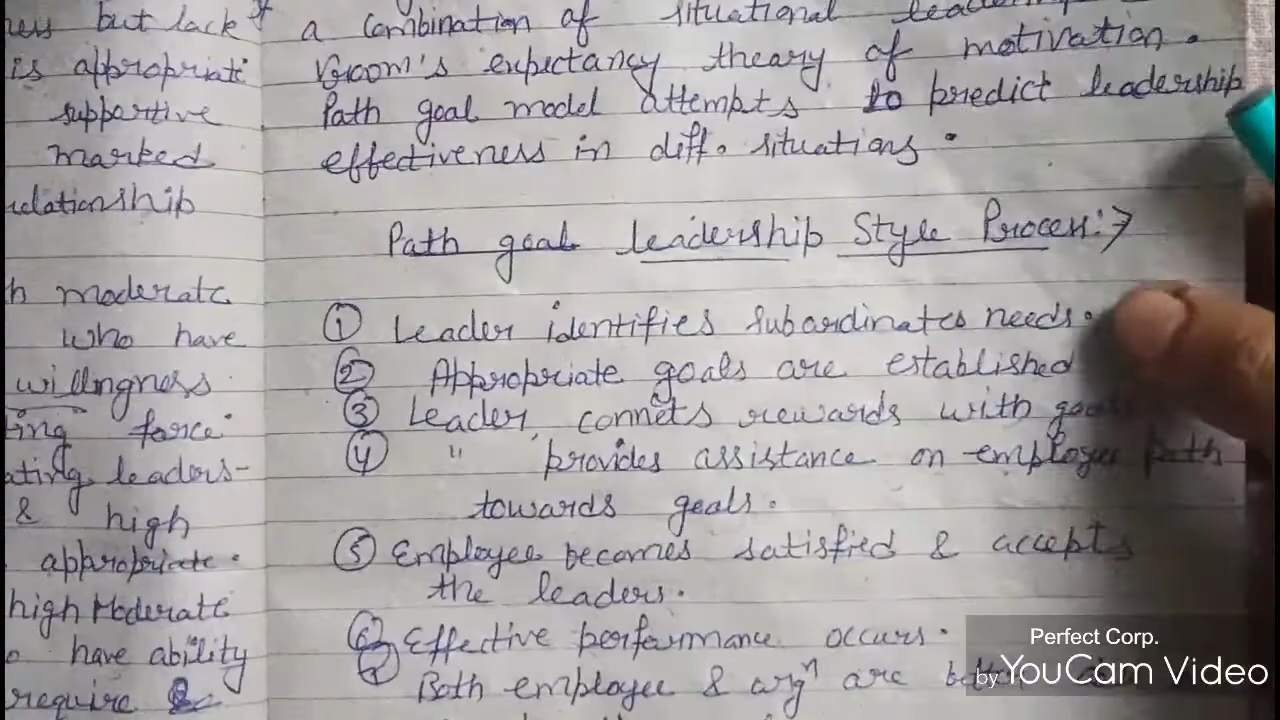 ness but lack
is appropriate
supportive
marked
relationship
h moderate
who have
willingness
ting force
ating leaders-
& high
appropriate.
high Moderate
o have ability
require &
of
a combination of situational
Vroom's expectancy theory of motivation.
Path goal model attempts to predict leadership
effectiveness in diff. situations.
Path goal leadership Style Process:→
① Leader identifies subordinates needs.
② Appropriate goals are established
③ Leader connets rewards with
④ " provides assistance on employee path
towards goals.
⑤ Employee becomes satisfied & accepts
the leaders.
⑥ Effective performance occurs.
⑦ Both employee & orgⁿ are
Perfect Corp.
by YouCam Video